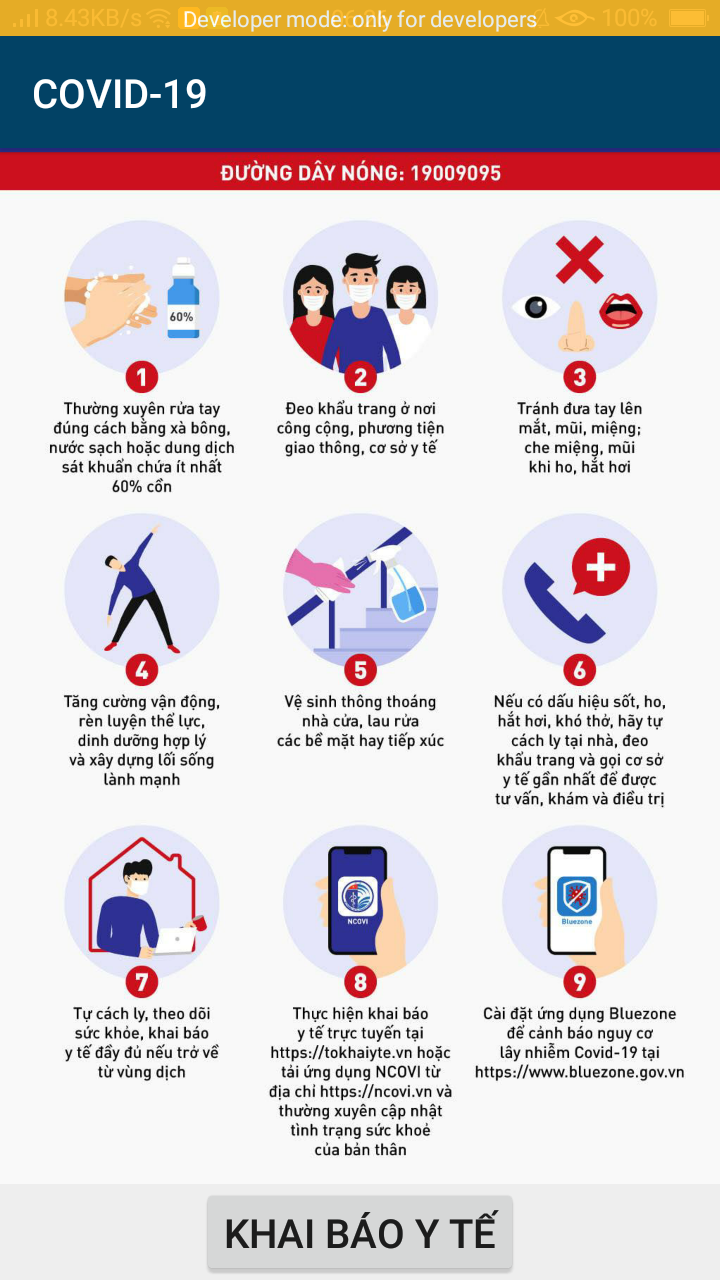 8.43KB/s
Developer mode: only for developers
100%
COVID-19
ĐƯỜNG DÂY NÓNG: 19009095
60%
1
Thường xuyên rửa tay
đúng cách bằng xà bông,
nước sạch hoặc dung dịch
sát khuẩn chứa ít nhất
60% cồn
2
Đeo khẩu trang ở nơi
công cộng, phương tiện
giao thông, cơ sở y tế
3
Tránh đưa tay lên
mắt, mũi, miệng;
che miệng, mũi
khi ho, hắt hơi
4
Tăng cường vận động,
rèn luyện thể lực,
dinh dưỡng hợp lý
và xây dựng lối sống
lành mạnh
5
Vệ sinh thông thoáng
nhà cửa, lau rửa
các bề mặt hay tiếp xúc
6
Nếu có dấu hiệu sốt, ho,
hắt hơi, khó thở, hãy tự
cách ly tại nhà, đeo
khẩu trang và gọi cơ sở
y tế gần nhất để được
tư vấn, khám và điều trị
7
Tự cách ly, theo dõi
sức khỏe, khai báo
y tế đầy đủ nếu trở về
từ vùng dịch
NCOVI
8
Thực hiện khai báo
y tế trực tuyến tại
https://tokhaiyte.vn hoặc
tải ứng dụng NCOVI từ
địa chỉ https://ncovi.vn và
thường xuyên cập nhật
tình trạng sức khoẻ
của bản thân
Bluezone
9
Cài đặt ứng dụng Bluezone
để cảnh báo nguy cơ
lây nhiễm Covid-19 tại
https://www.bluezone.gov.vn
KHAI BÁO Y TẾ